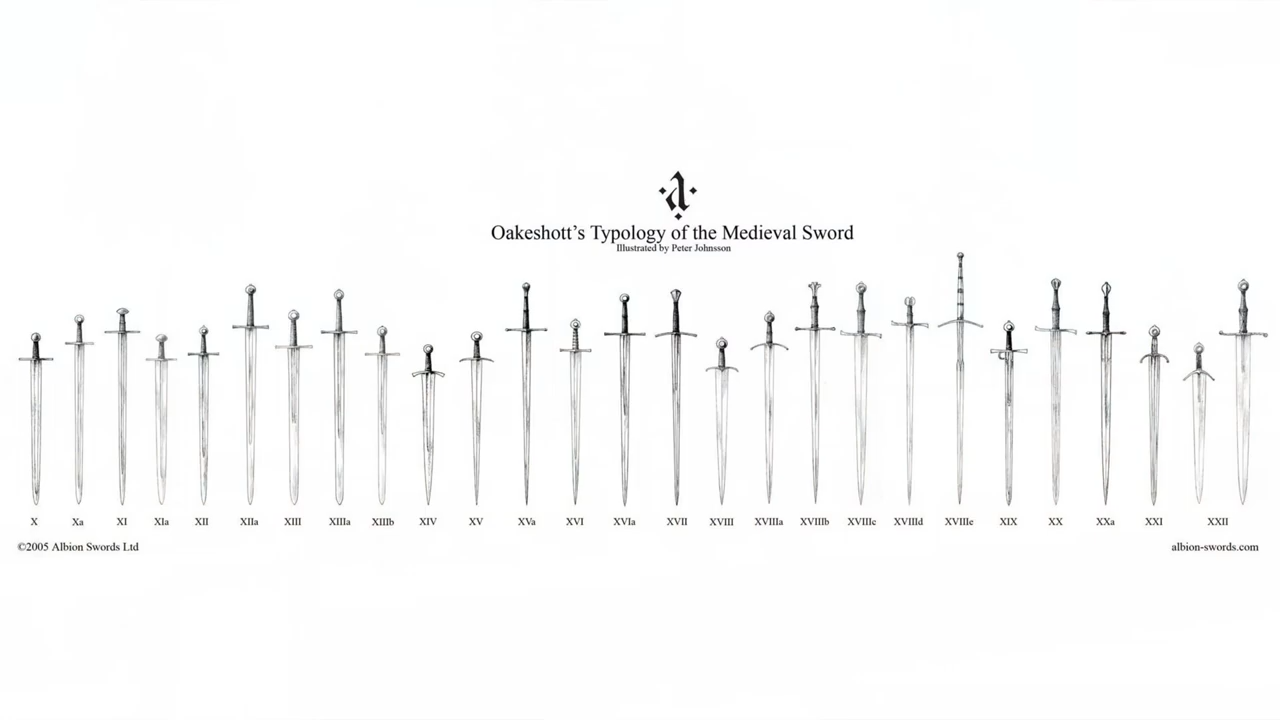 a
Oakeshott’s Typology of the Medieval Sword
Illustrated by Peter Johnsson
X Xa XI XIa XII XIIa XIII XIIIa XIIIb XIV XV XVa XVI XVIa XVII XVIII XVIIIa XVIIIb XVIIIc XVIIId XVIIIe XIX XX XXa XXI XXII
©2005 Albion Swords Ltd albion-swords.com